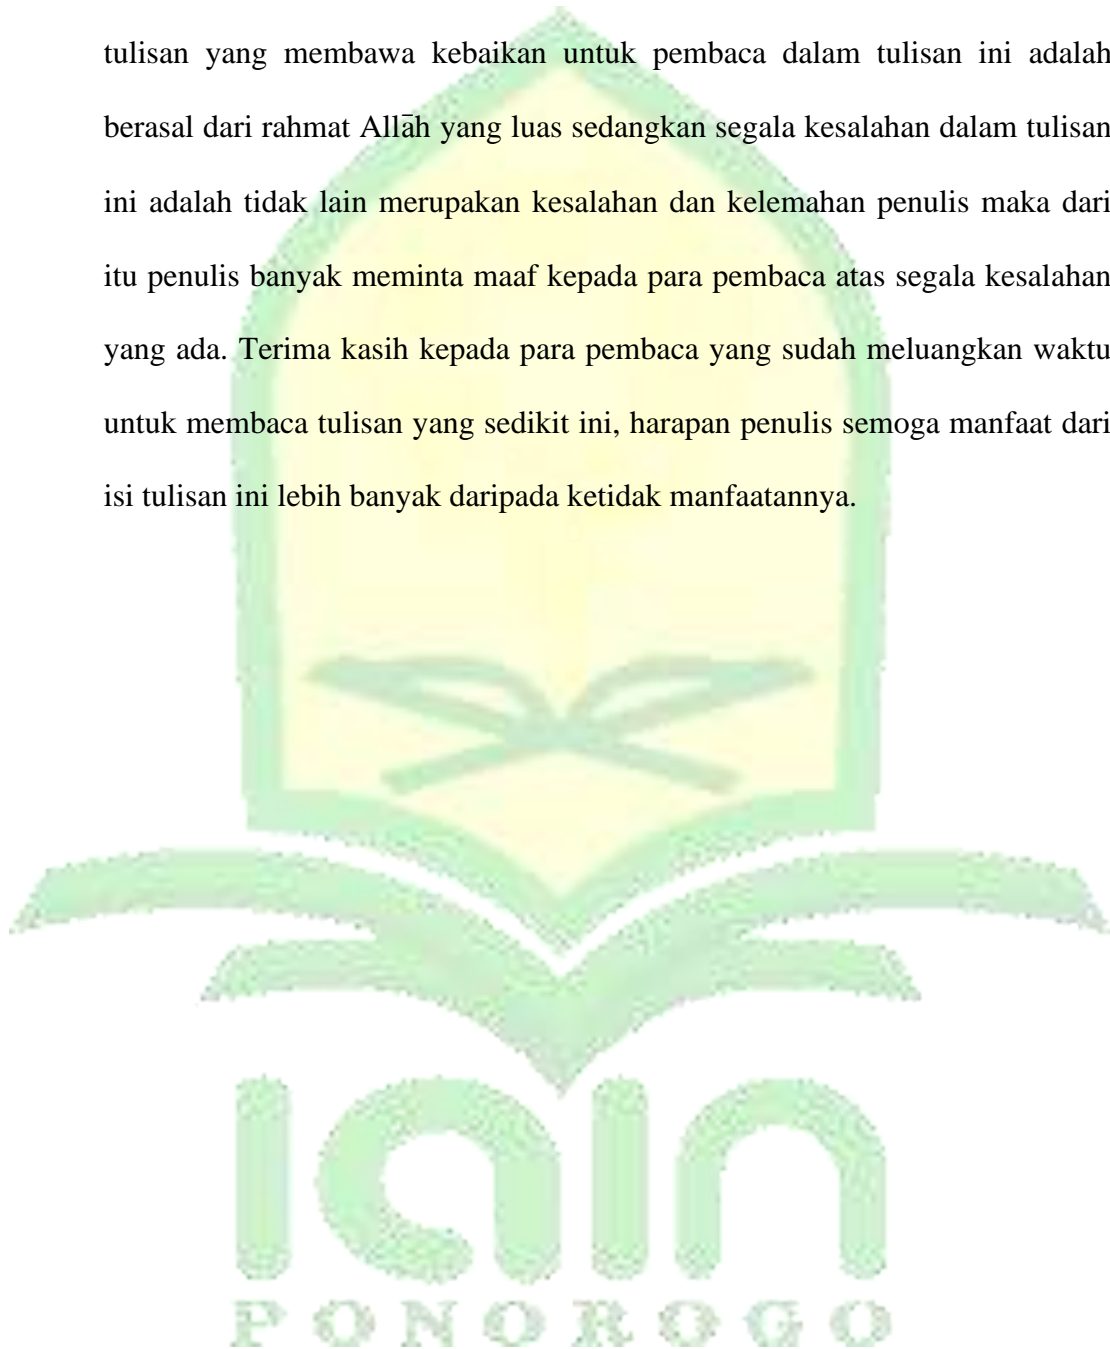 tulisan yang membawa kebaikan untuk pembaca dalam tulisan ini adalah
berasal dari rahmat Allāh yang luas sedangkan segala kesalahan dalam tulisan
ini adalah tidak lain merupakan kesalahan dan kelemahan penulis maka dari
itu penulis banyak meminta maaf kepada para pembaca atas segala kesalahan
yang ada. Terima kasih kepada para pembaca yang sudah meluangkan waktu
untuk membaca tulisan yang sedikit ini, harapan penulis semoga manfaat dari
isi tulisan ini lebih banyak daripada ketidak manfaatannya.
iain
PONOROGO